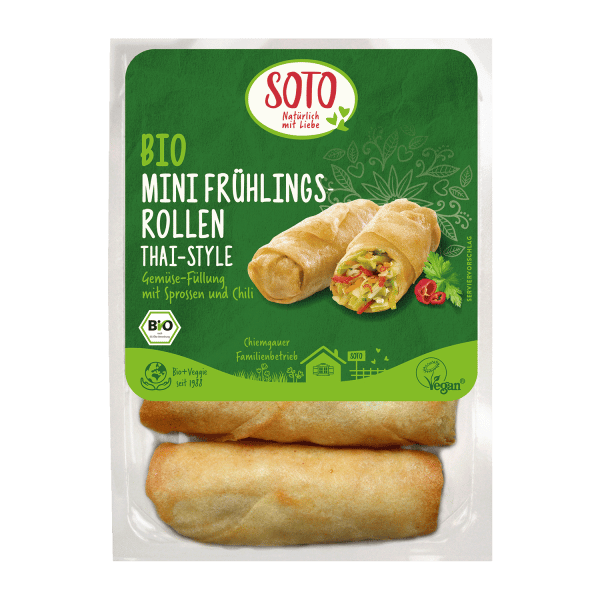 SOTO
Natürlich
mit Liebe
BIO
MINI FRÜHLINGS-
ROLLEN
THAI-STYLE
Gemüse-Füllung
mit Sprossen und Chili
SERVIERVORSCHLAG
BIO
Chiemgauer
Familienbetrieb
SOTO
Bio+Veggie
seit 1988
Vegan